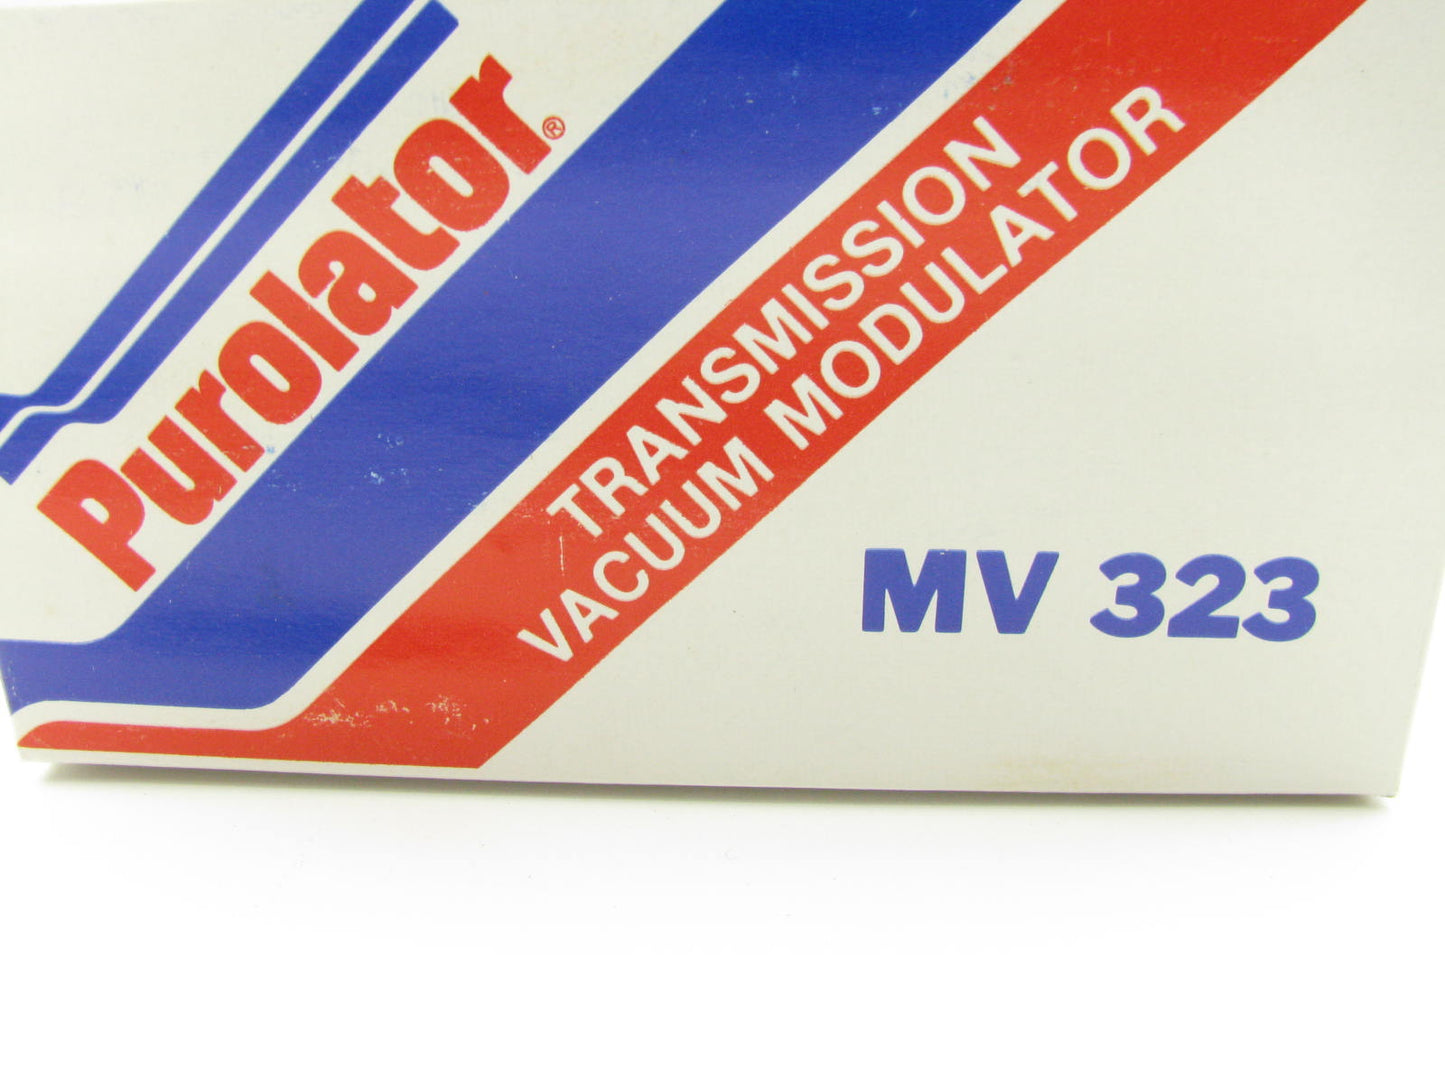 Purolator®
TRANSMISSION
VACUUM MODULATOR
MV 323